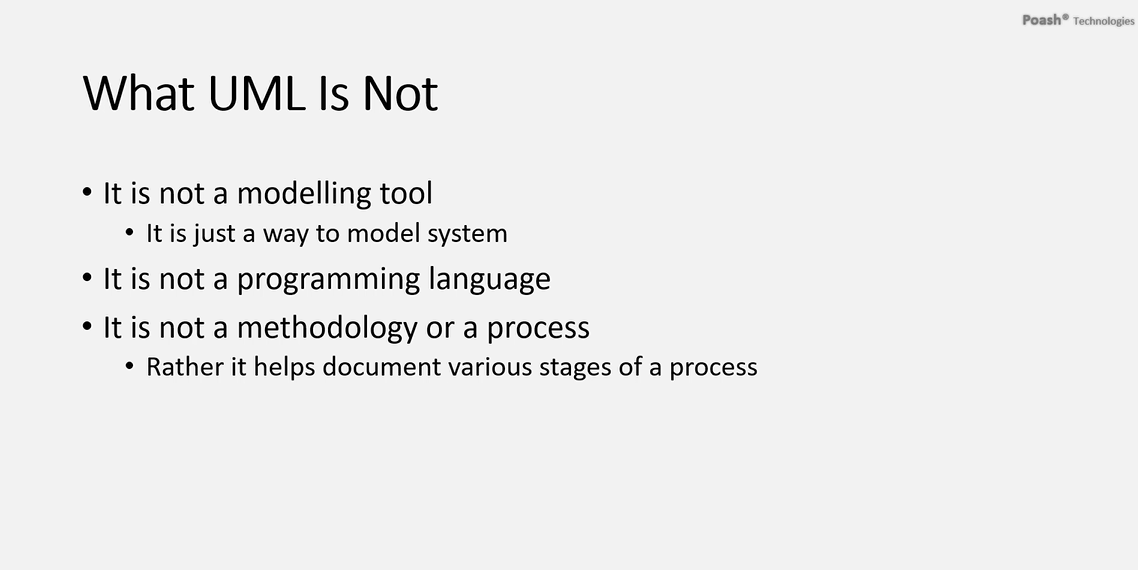 Poash® Technologies
What UML Is Not
• It is not a modelling tool
• It is just a way to model system
• It is not a programming language
• It is not a methodology or a process
• Rather it helps document various stages of a process